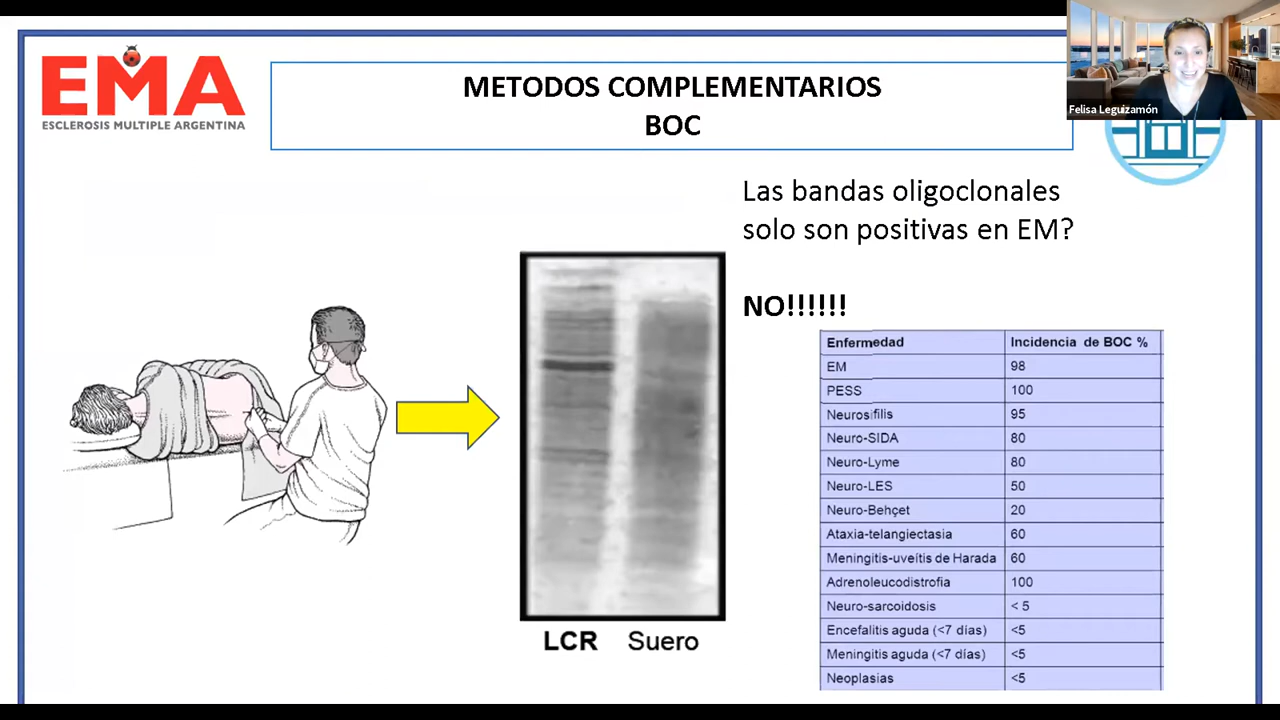 EMA
ESCLEROSIS MULTIPLE ARGENTINA
METODOS COMPLEMENTARIOS
BOC
Felisa Leguizamón
Las bandas oligoclonales
solo son positivas en EM?
NO!!!!!!
Enfermedad Incidencia de BOC %
EM 98
PESS 100
Neurosifilis 95
Neuro-SIDA 80
Neuro-Lyme 80
Neuro-LES 50
Neuro-Behçet 20
Ataxia-telangiectasia 60
Meningitis-uveítis de Harada 60
Adrenoleucodistrofia 100
Neuro-sarcoidosis < 5
Encefalitis aguda (<7 días) <5
Meningitis aguda (<7 días) <5
Neoplasias <5
LCR Suero